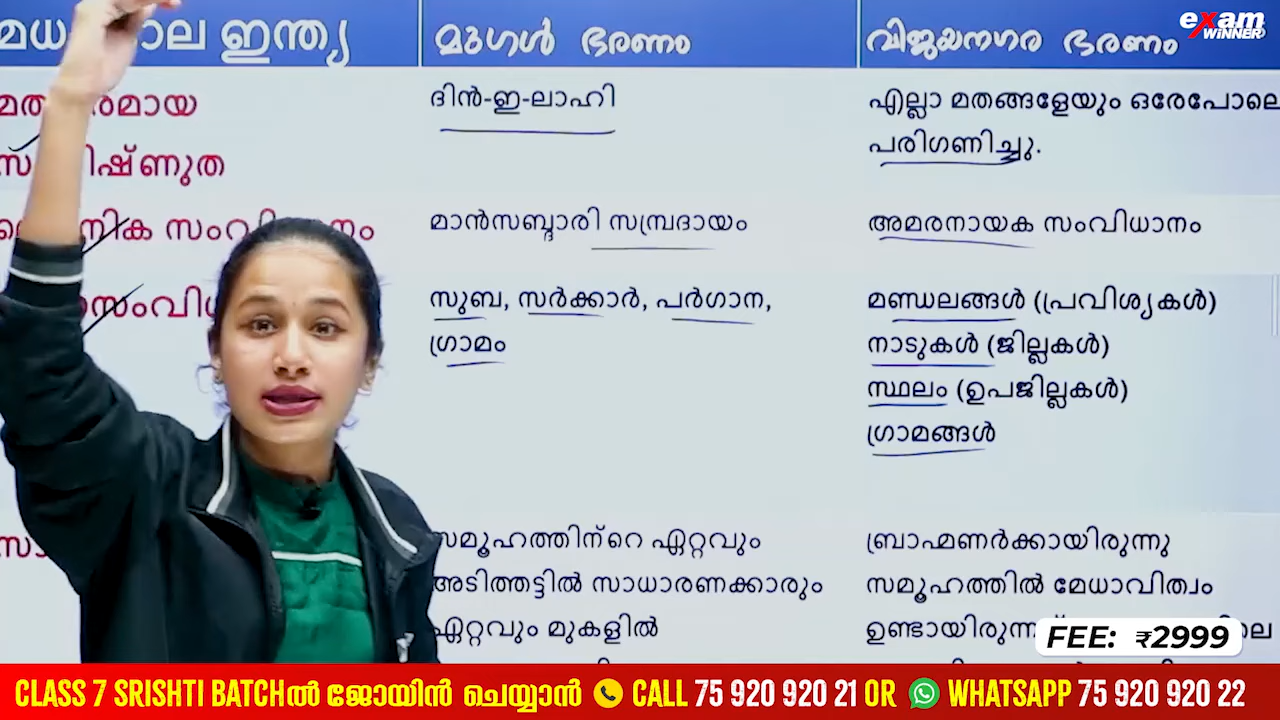 ഇന്ത്യ
മുഗൾ ഭരണം
വിജയനഗര ഭരണം
exam
WINNER
ദിൻ-ഇ-ലാഹി
എല്ലാ മതങ്ങളേയും ഒരേപോലെ
പരിഗണിച്ചു.
മാൻസബ്ദാരി സമ്പ്രദായം
അമരനായക സംവിധാനം
സുബ, സർക്കാർ, പർഗാന,
ഗ്രാമം
മണ്ഡലങ്ങൾ (പ്രവിശ്യകൾ)
നാടുകൾ (ജില്ലകൾ)
സ്ഥലം (ഉപജില്ലകൾ)
ഗ്രാമങ്ങൾ
സമൂഹത്തിന്റെ ഏറ്റവും
അടിത്തട്ടിൽ സാധാരണക്കാരും
ഏറ്റവും മുകളിൽ
ബ്രാഹ്മണർക്കായിരുന്നു
സമൂഹത്തിൽ മേധാവിത്വം
FEE: ₹2999
CLASS 7 SRISHTI BATCHൽ ജോയിൻ ചെയ്യാൻ CALL 75 920 920 21 OR WHATSAPP 75 920 920 22